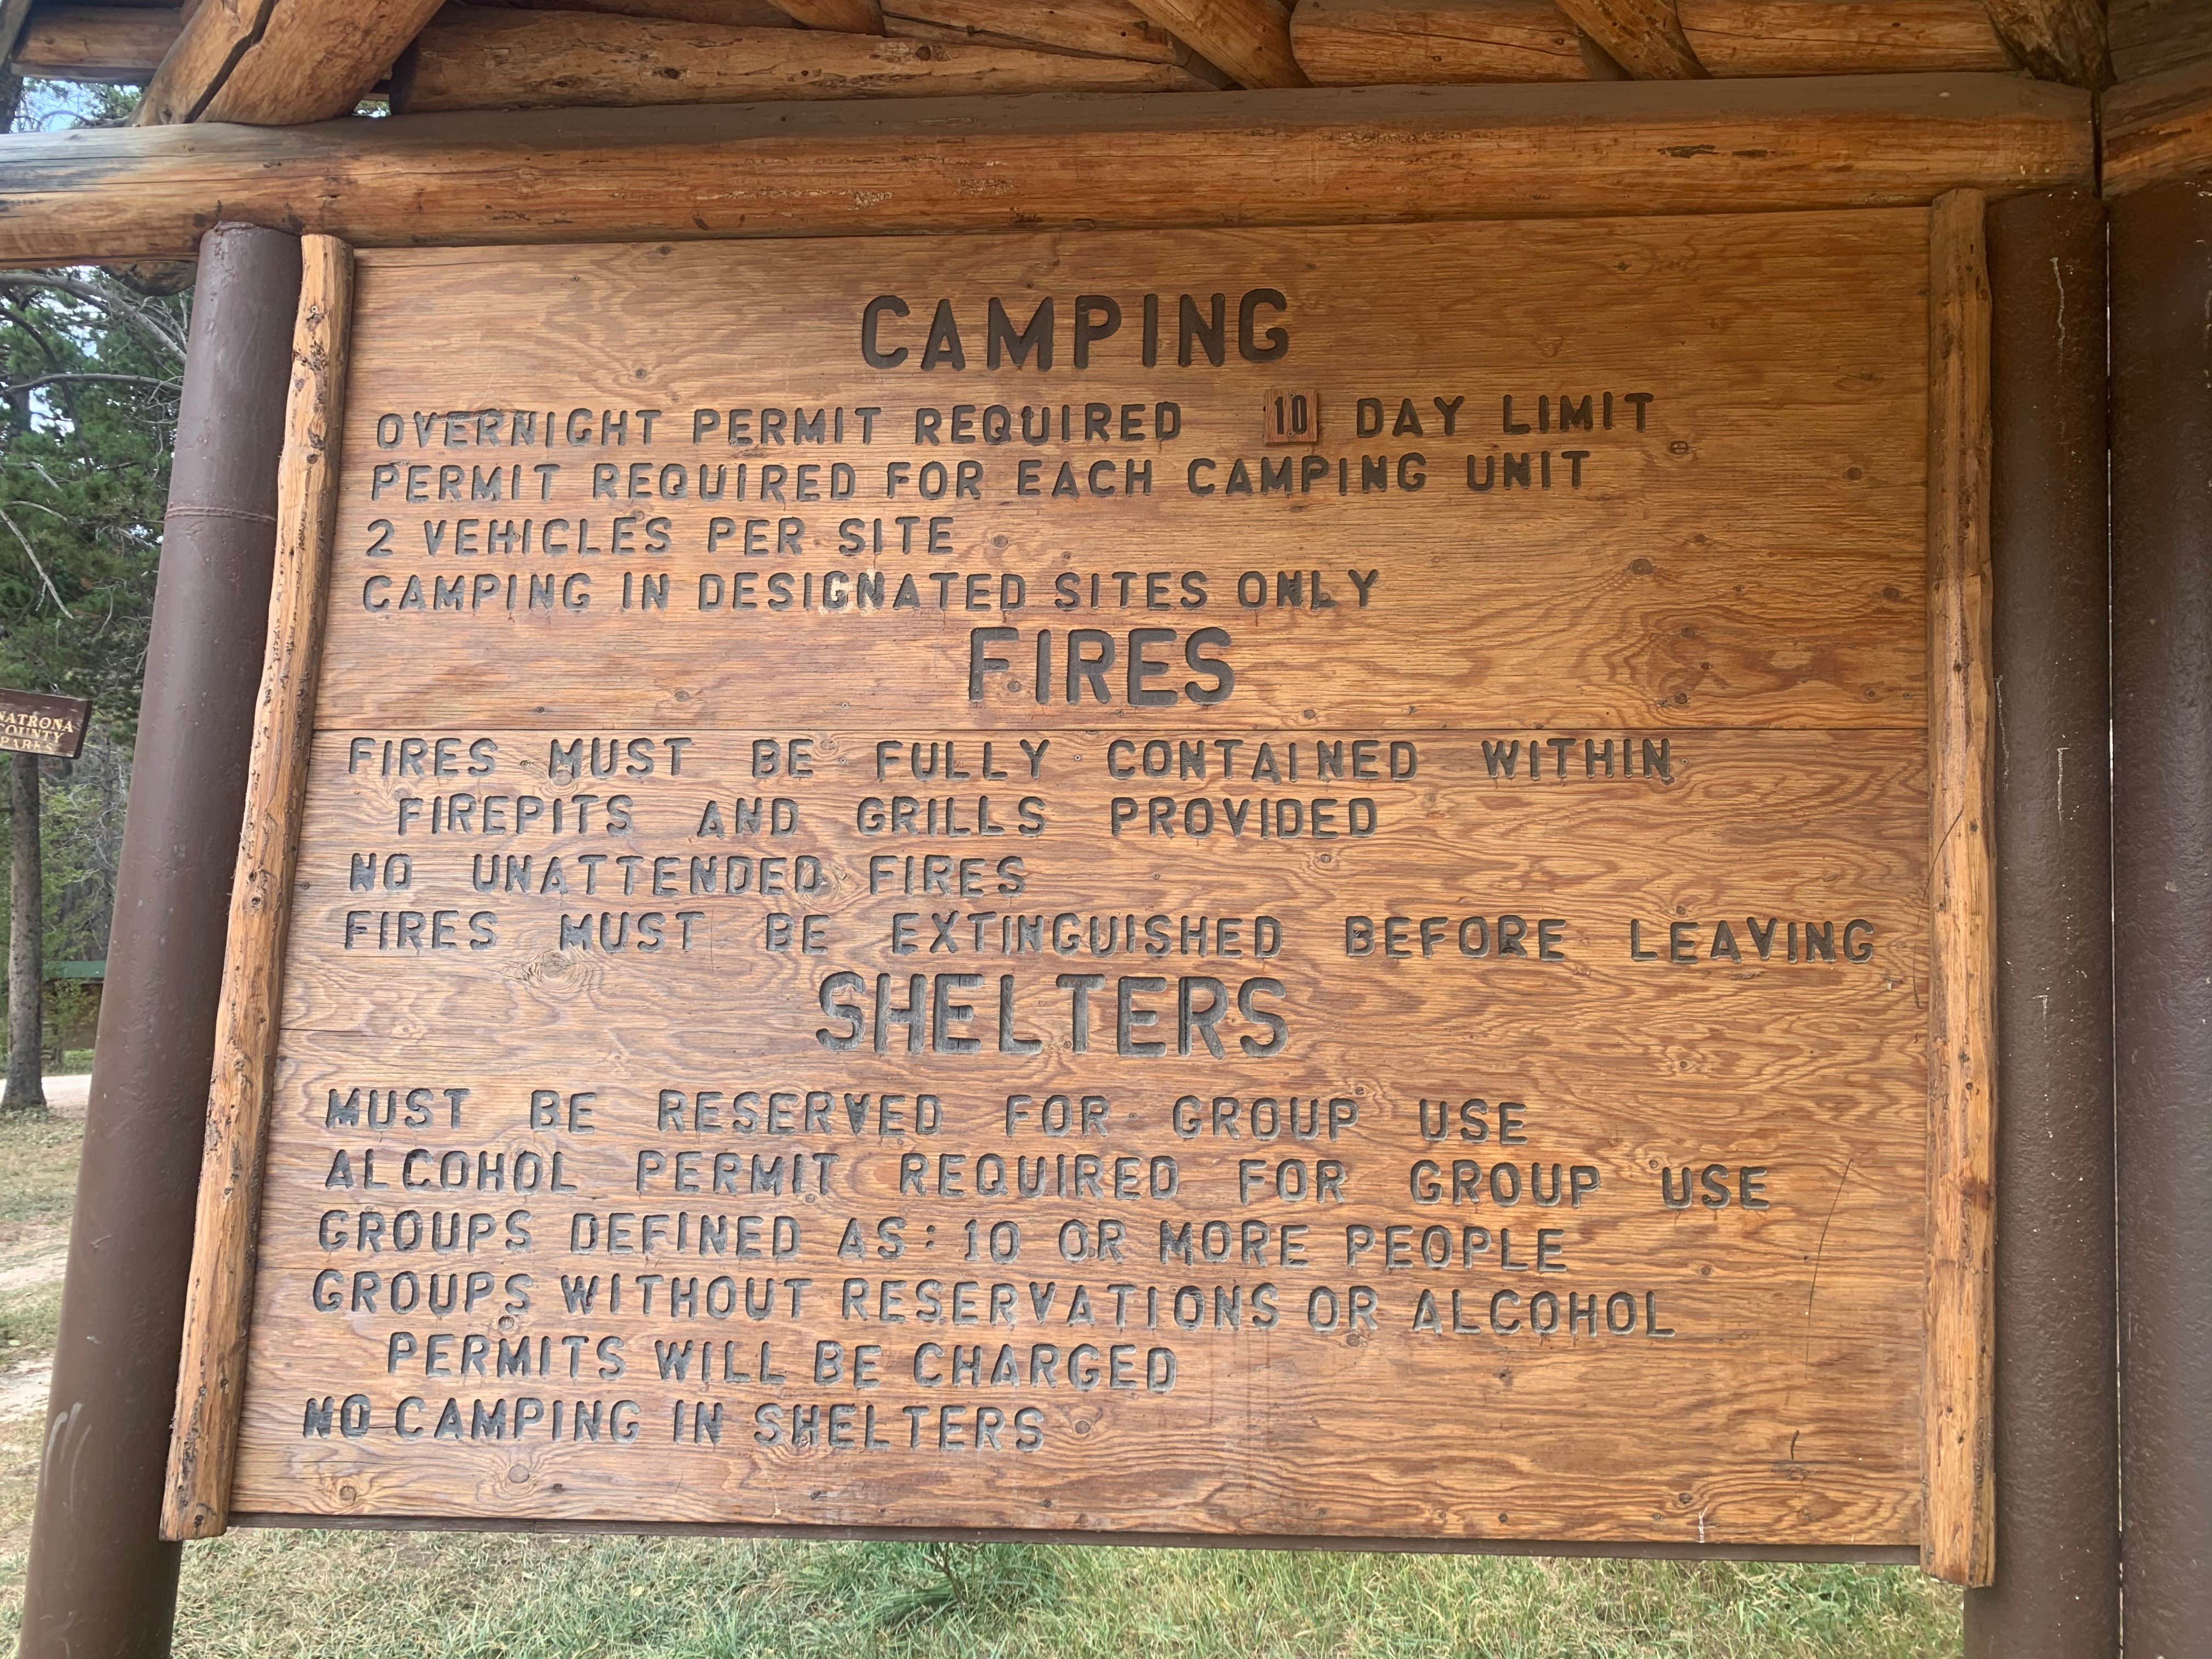 CAMPING
OVERNIGHT PERMIT REQUIRED 10 DAY LIMIT
PERMIT REQUIRED FOR EACH CAMPING UNIT
2 VEHICLES PER SITE
CAMPING IN DESIGNATED SITES ONLY
FIRES
FIRES MUST BE FULLY CONTAINED WITHIN
FIREPITS AND GRILLS PROVIDED
NO UNATTENDED FIRES
FIRES MUST BE EXTINGUISHED BEFORE LEAVING
SHELTERS
MUST BE RESERVED FOR GROUP USE
ALCOHOL PERMIT REQUIRED FOR GROUP USE
GROUPS DEFINED AS: 10 OR MORE PEOPLE
GROUPS WITHOUT RESERVATIONS OR ALCOHOL
PERMITS WILL BE CHARGED
NO CAMPING IN SHELTERS
NATRONA
COUNTY
PARKS